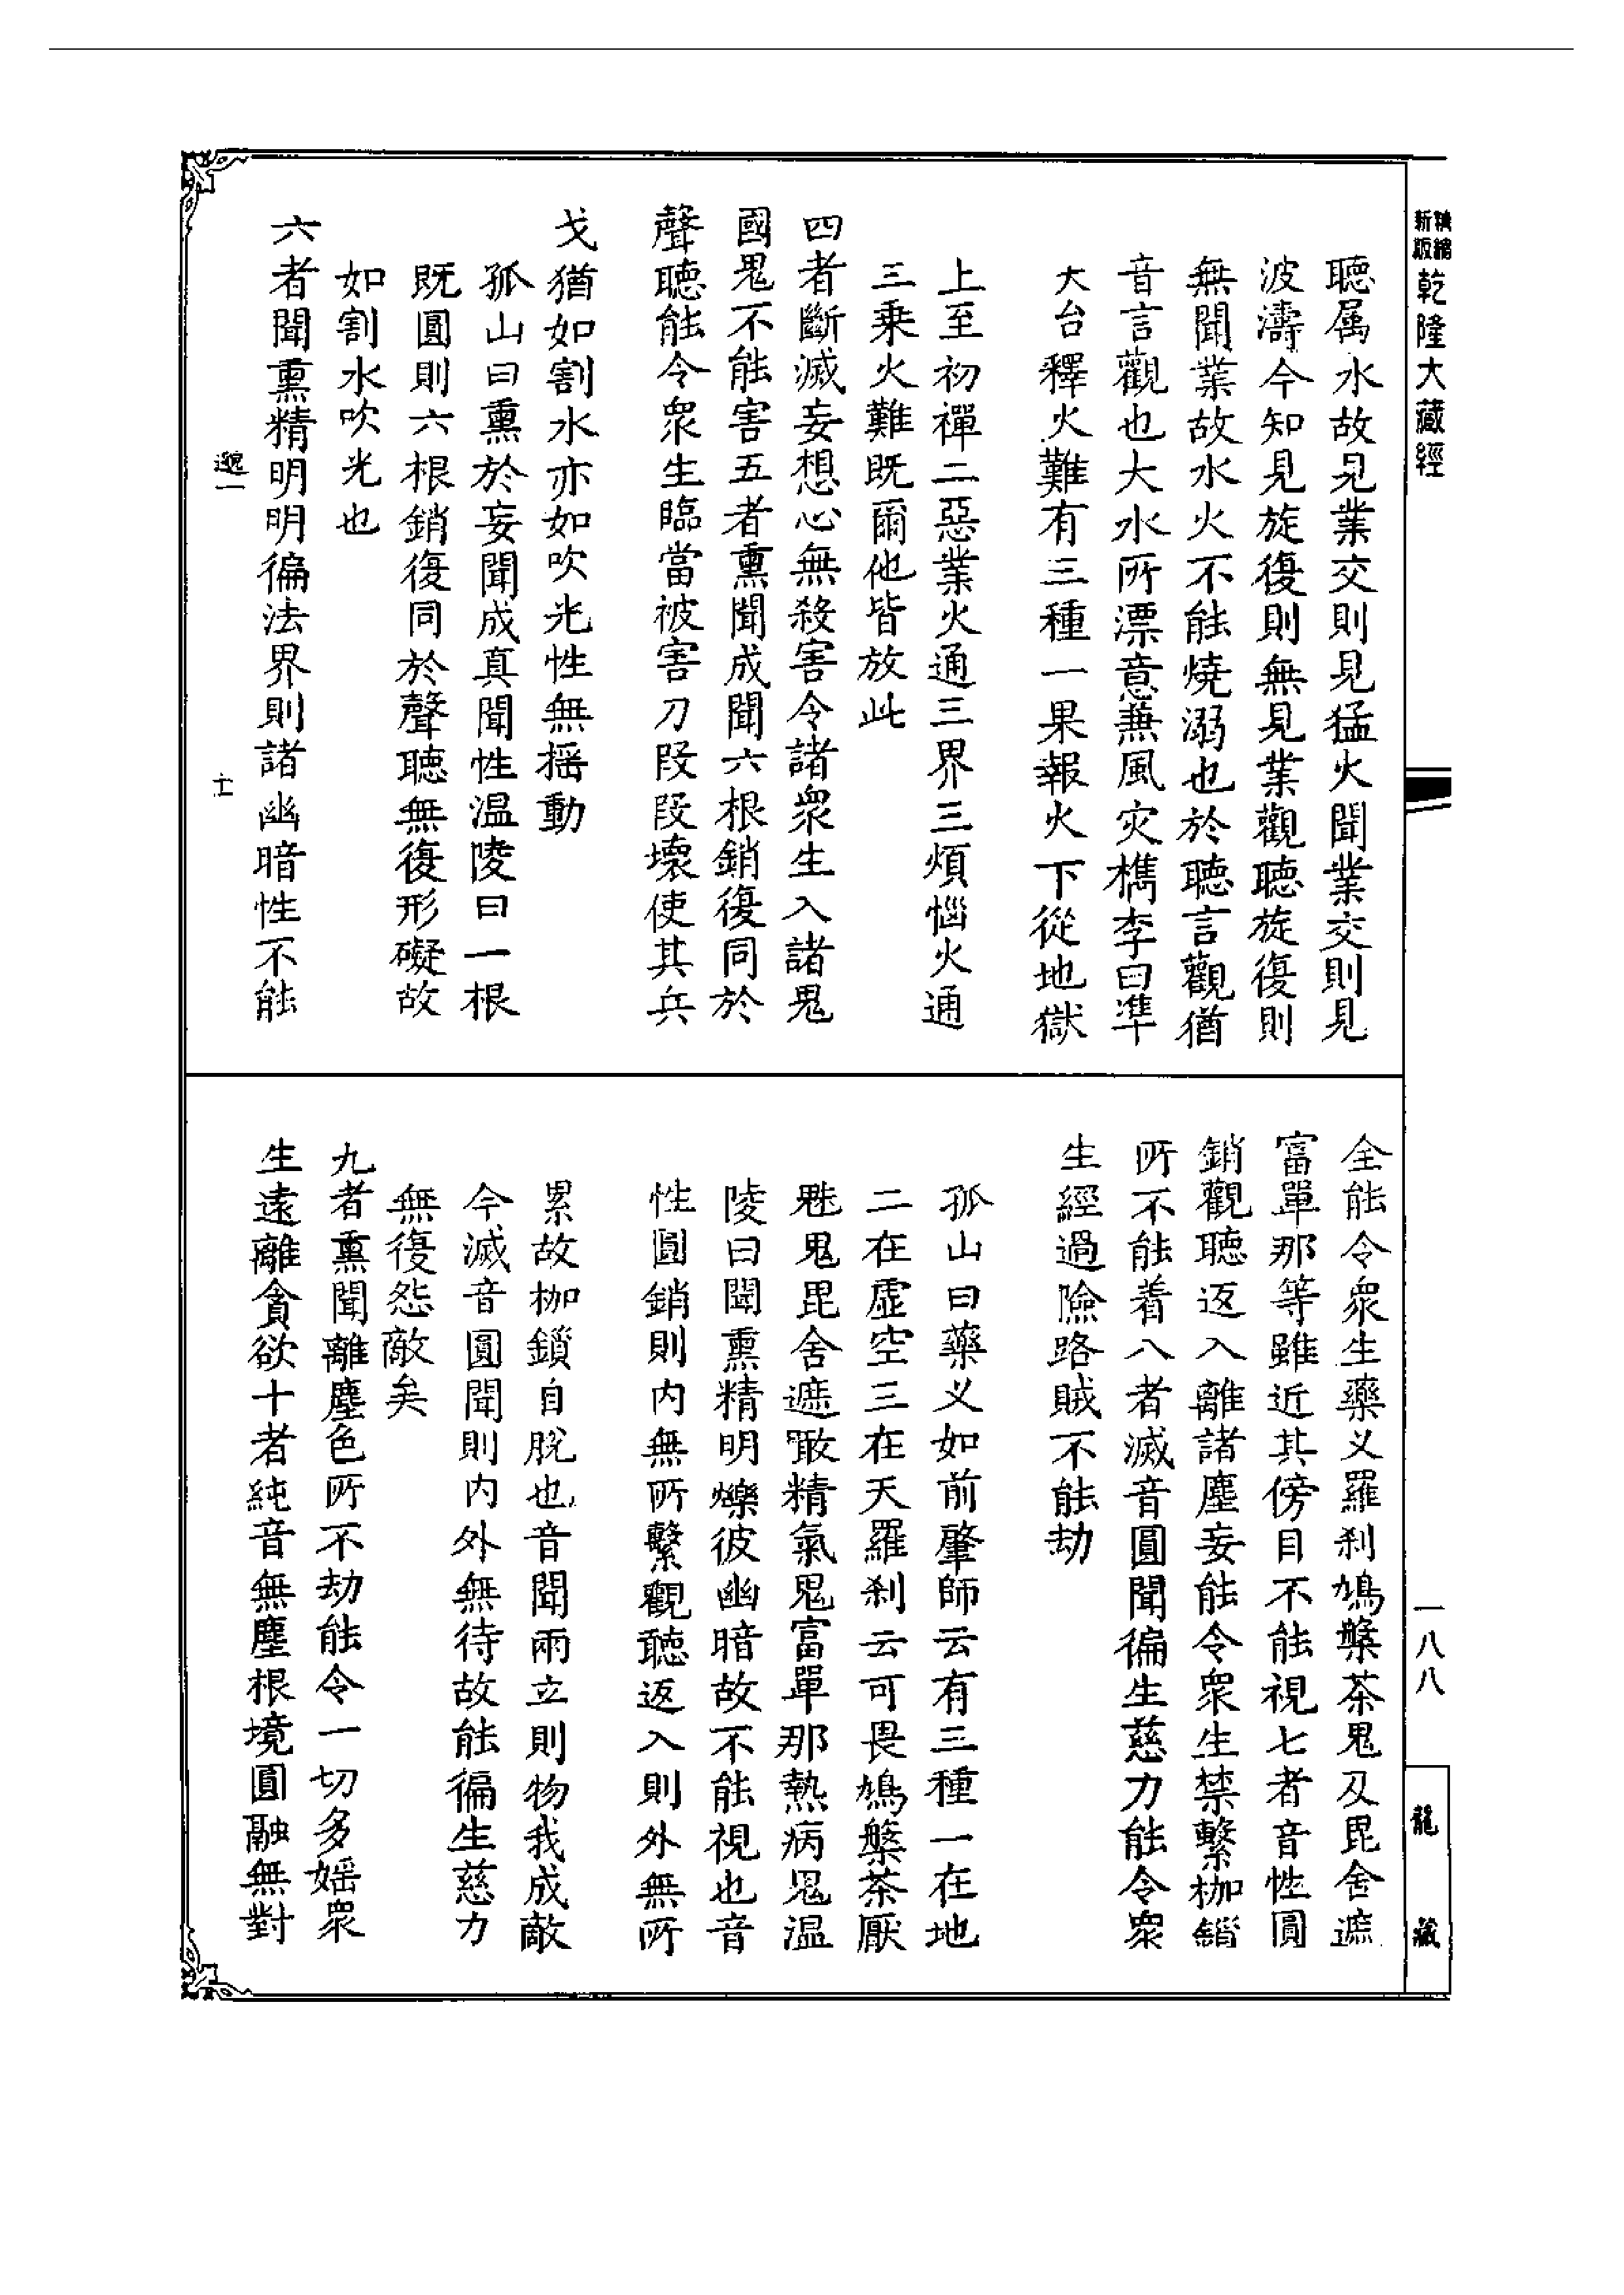 精縮新版乾隆大藏經
聽属水故見業交則見猛火聞業交則見
波濤今知見旋復則無見業觀聽旋復則
無聞業故水火不能燒溺也於聽言觀猶
音言觀也大水所漂意兼風灾檇李曰準
大台釋火難有三種一果報火下從地獄
上至初禪二惡業火通三界三煩惱火通
三乗火難既爾他皆放此
四者斷滅妄想心無殺害令諸衆生入諸鬼
國鬼不能害五者熏聞成聞六根銷復同於
聲聽能令衆生臨當被害刀段段壞使其兵
戈猶如割水亦如吹光性無摇動
孤山曰熏於妄聞成真聞性温陵曰一根
既圓則六根銷復同於聲聽無復形礙故
如割水吹光也
六者聞熏精明明徧法界則諸幽暗性不能
邈一
十
全能令衆生藥义羅刹鳩槃茶鬼及毘舍遮
富單那等雖近其傍目不能視七者音性圓
銷觀聽返入離諸塵妄能令衆生禁繫枷鎖
所不能着八者滅音圓聞徧生慈力能令衆
生經過險路賊不能劫
孤山曰藥义如前肇師云有三種一在地
二在虚空三在天羅刹云可畏鳩槃茶厭
魅鬼毘舍遮噉精氣鬼富單那熱病鬼温
陵曰聞熏精明爍彼幽暗故不能視也音
性圓銷則内無所繫觀聽返入則外無所
累故枷鎖自脱也音聞兩立則物我成敵
今滅音圓聞則内外無待故能徧生慈力
無復怨敵矣
九者熏聞離塵色所不劫能令一切多婬衆
生遠離貪欲十者純音無塵根境圓融無對
一八八
龍藏